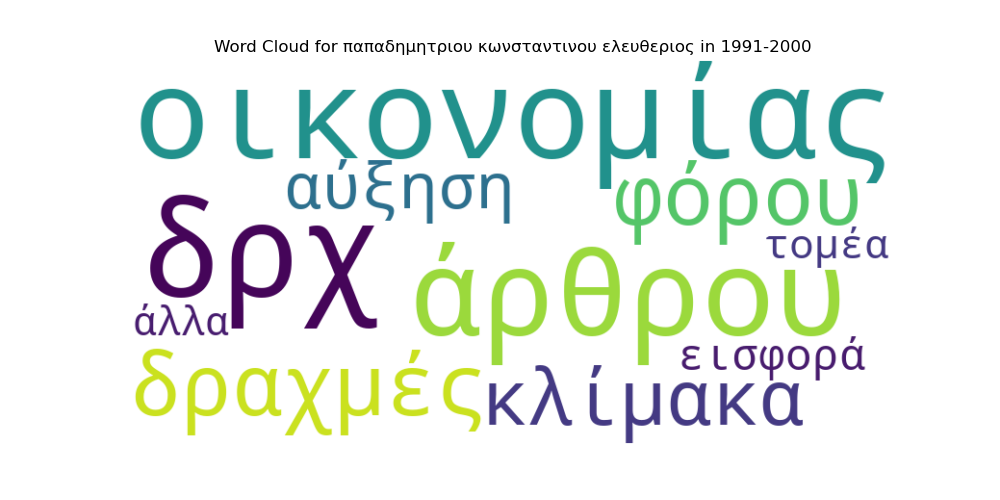 Word Cloud for παπαδημητριου κωνσταντινου ελευθεριος in 1991-2000
οικονομίας
αύξηση
φόρου
δρχ
τομέα
άρθρου
άλλα
εισφορά
δραχμές
κλίμακα